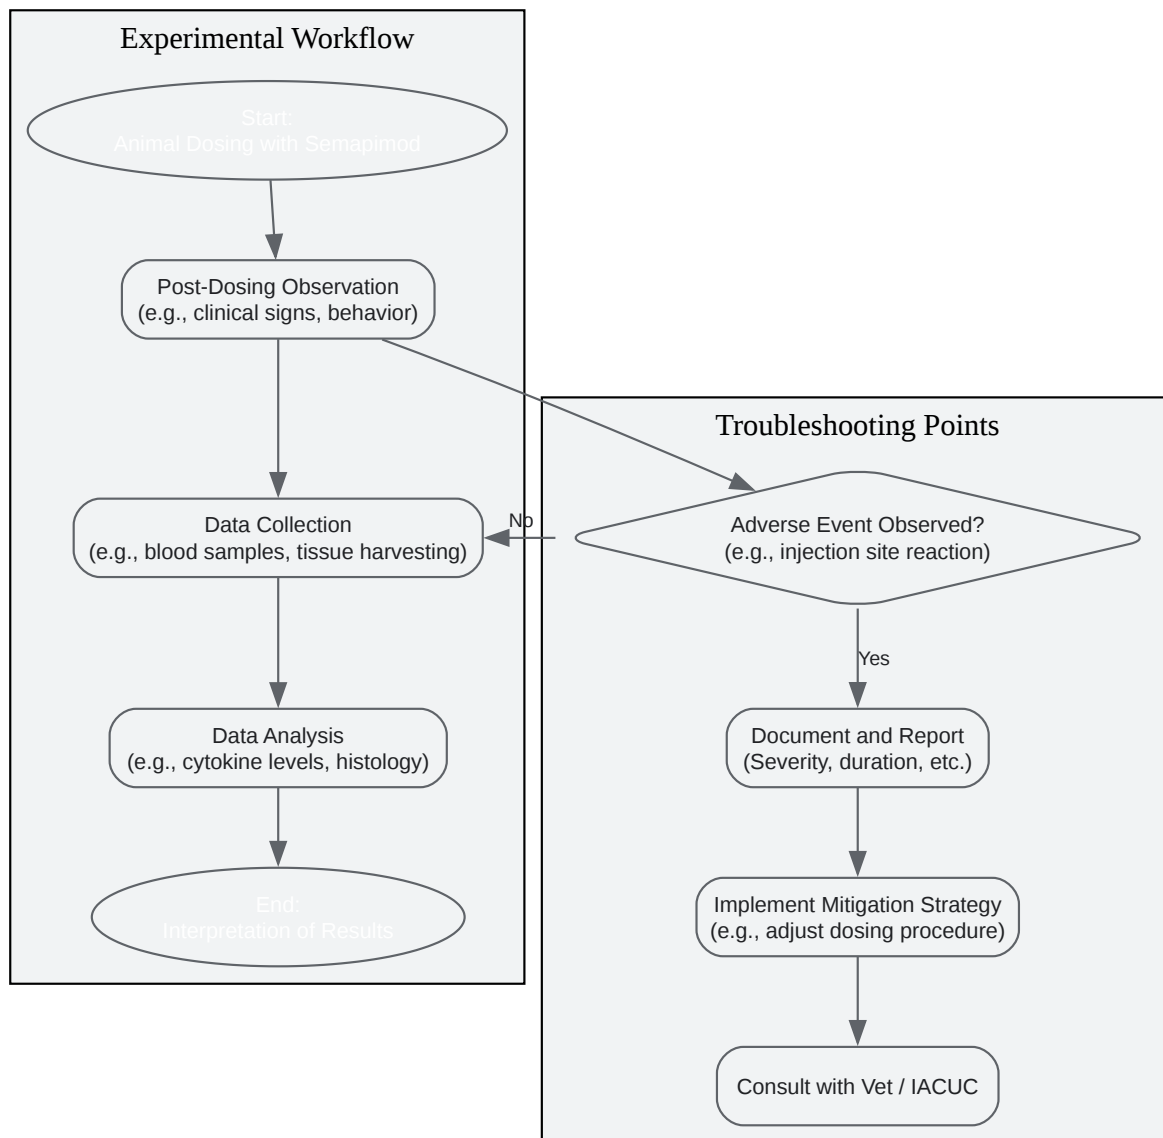 Experimental Workflow
Start:
Animal Dosing with Semapimod
Post-Dosing Observation
(e.g., clinical signs, behavior)
Data Collection
(e.g., blood samples, tissue harvesting)
Data Analysis
(e.g., cytokine levels, histology)
End:
Interpretation of Results
Troubleshooting Points
Adverse Event Observed?
(e.g., injection site reaction)
No
Yes
Document and Report
(Severity, duration, etc.)
Implement Mitigation Strategy
(e.g., adjust dosing procedure)
Consult with Vet / IACUC